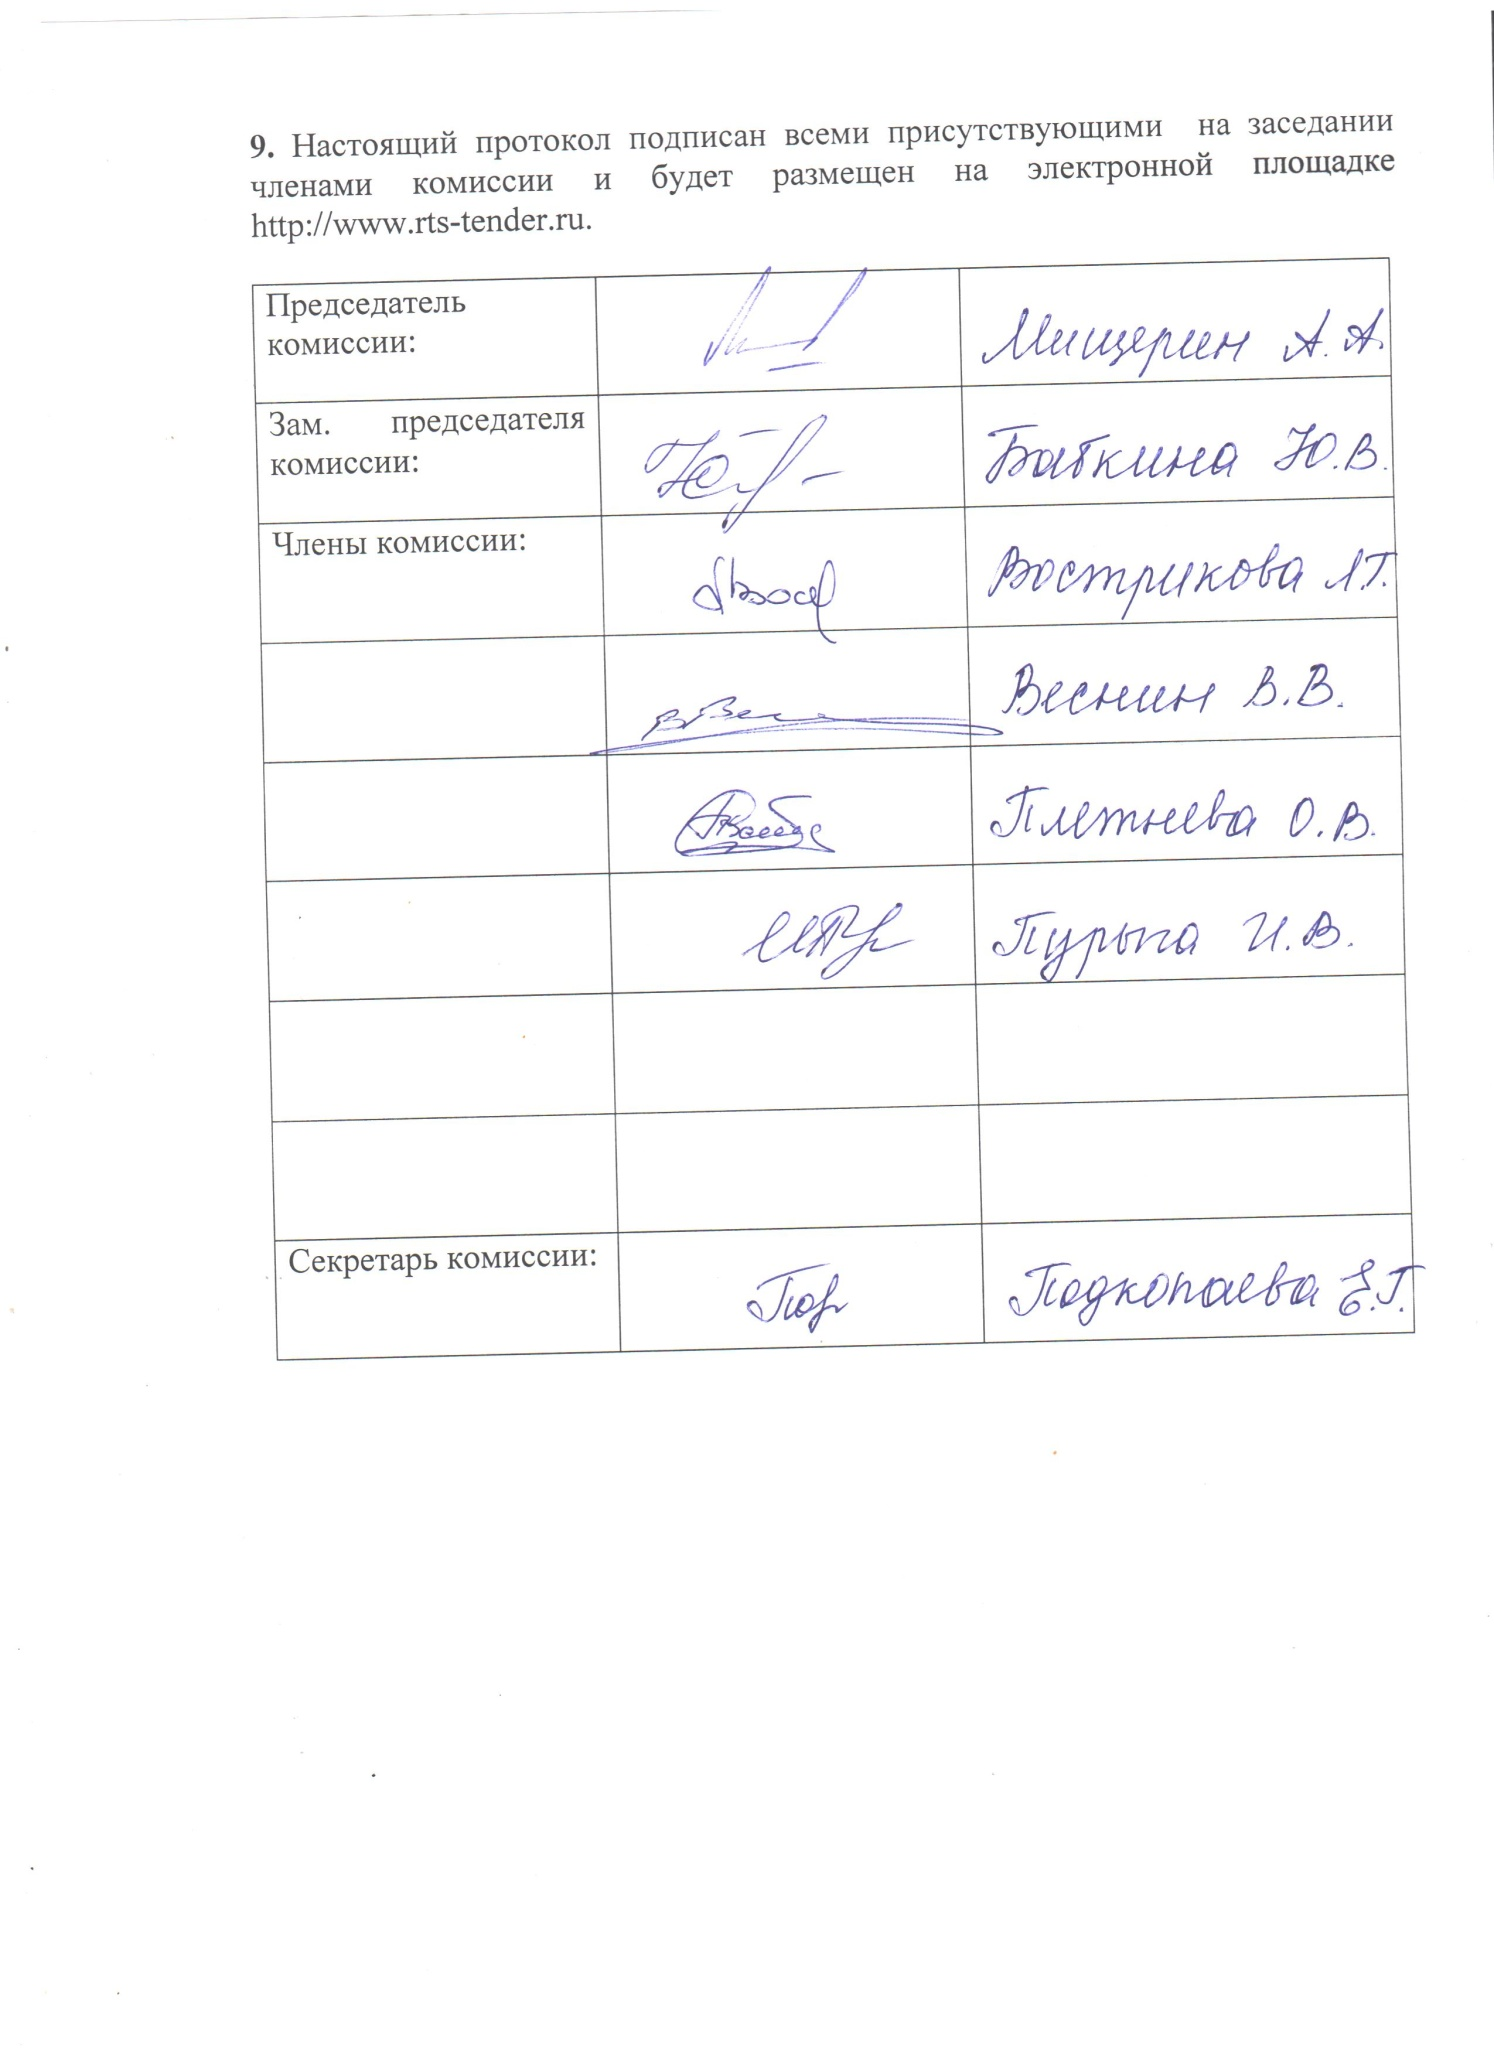 9. Настоящий протокол подписан всеми присутствующими на заседании
членами комиссии и будет размещен на электронной площадке
http://www.rts-tender.ru.
Председатель
комиссии:
Мищерин А. А.
Зам. председателя
комиссии:
Бабкина Ю.В.
Члены комиссии:
Вострикова Л.Г.
Веснин В.В.
Плетнева О.В.
Пурыга И.В.
Секретарь комиссии:
Подкопаева Е.Г.